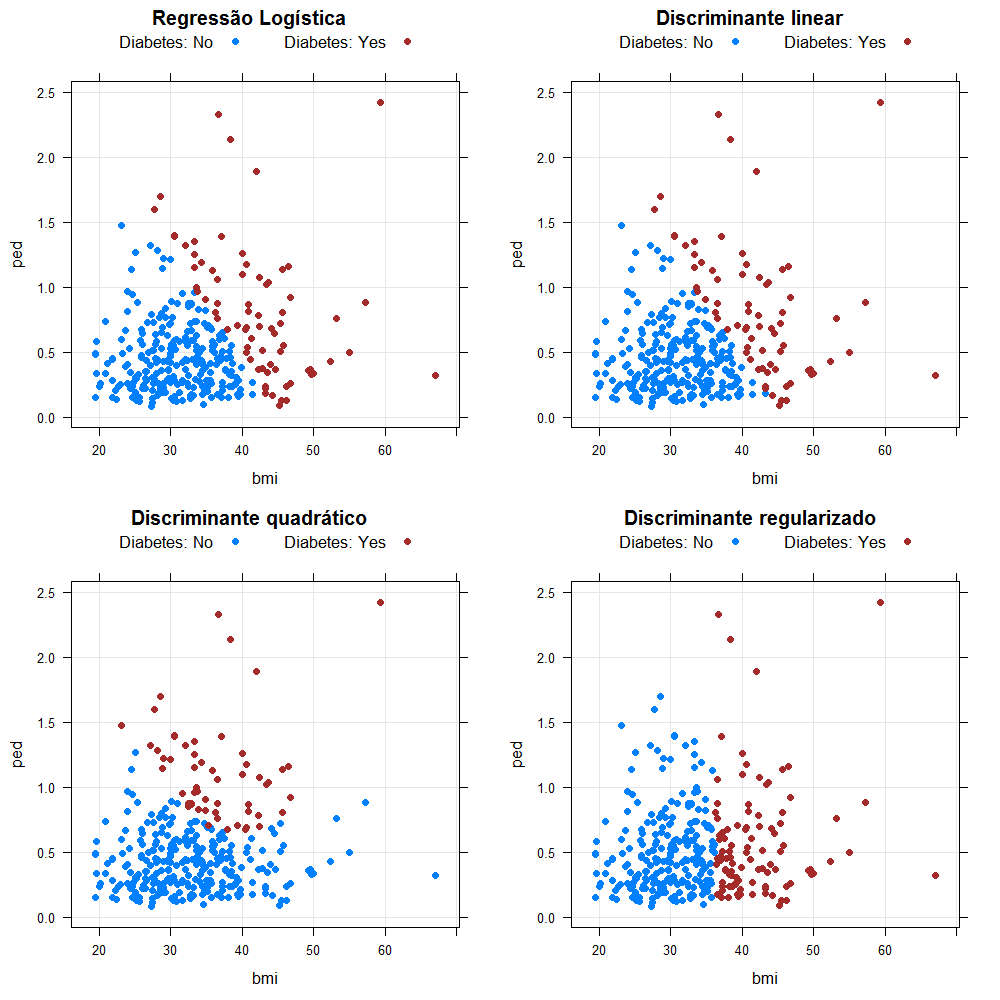 Regressão Logística
Diabetes: No Diabetes: Yes
2.5
2.0
1.5
1.0
0.5
0.0
ped
20 30 40 50 60
bmi
Discriminante linear
Diabetes: No Diabetes: Yes
2.5
2.0
1.5
1.0
0.5
0.0
ped
20 30 40 50 60
bmi
Discriminante quadrático
Diabetes: No Diabetes: Yes
2.5
2.0
1.5
1.0
0.5
0.0
ped
20 30 40 50 60
bmi
Discriminante regularizado
Diabetes: No Diabetes: Yes
2.5
2.0
1.5
1.0
0.5
0.0
ped
20 30 40 50 60
bmi